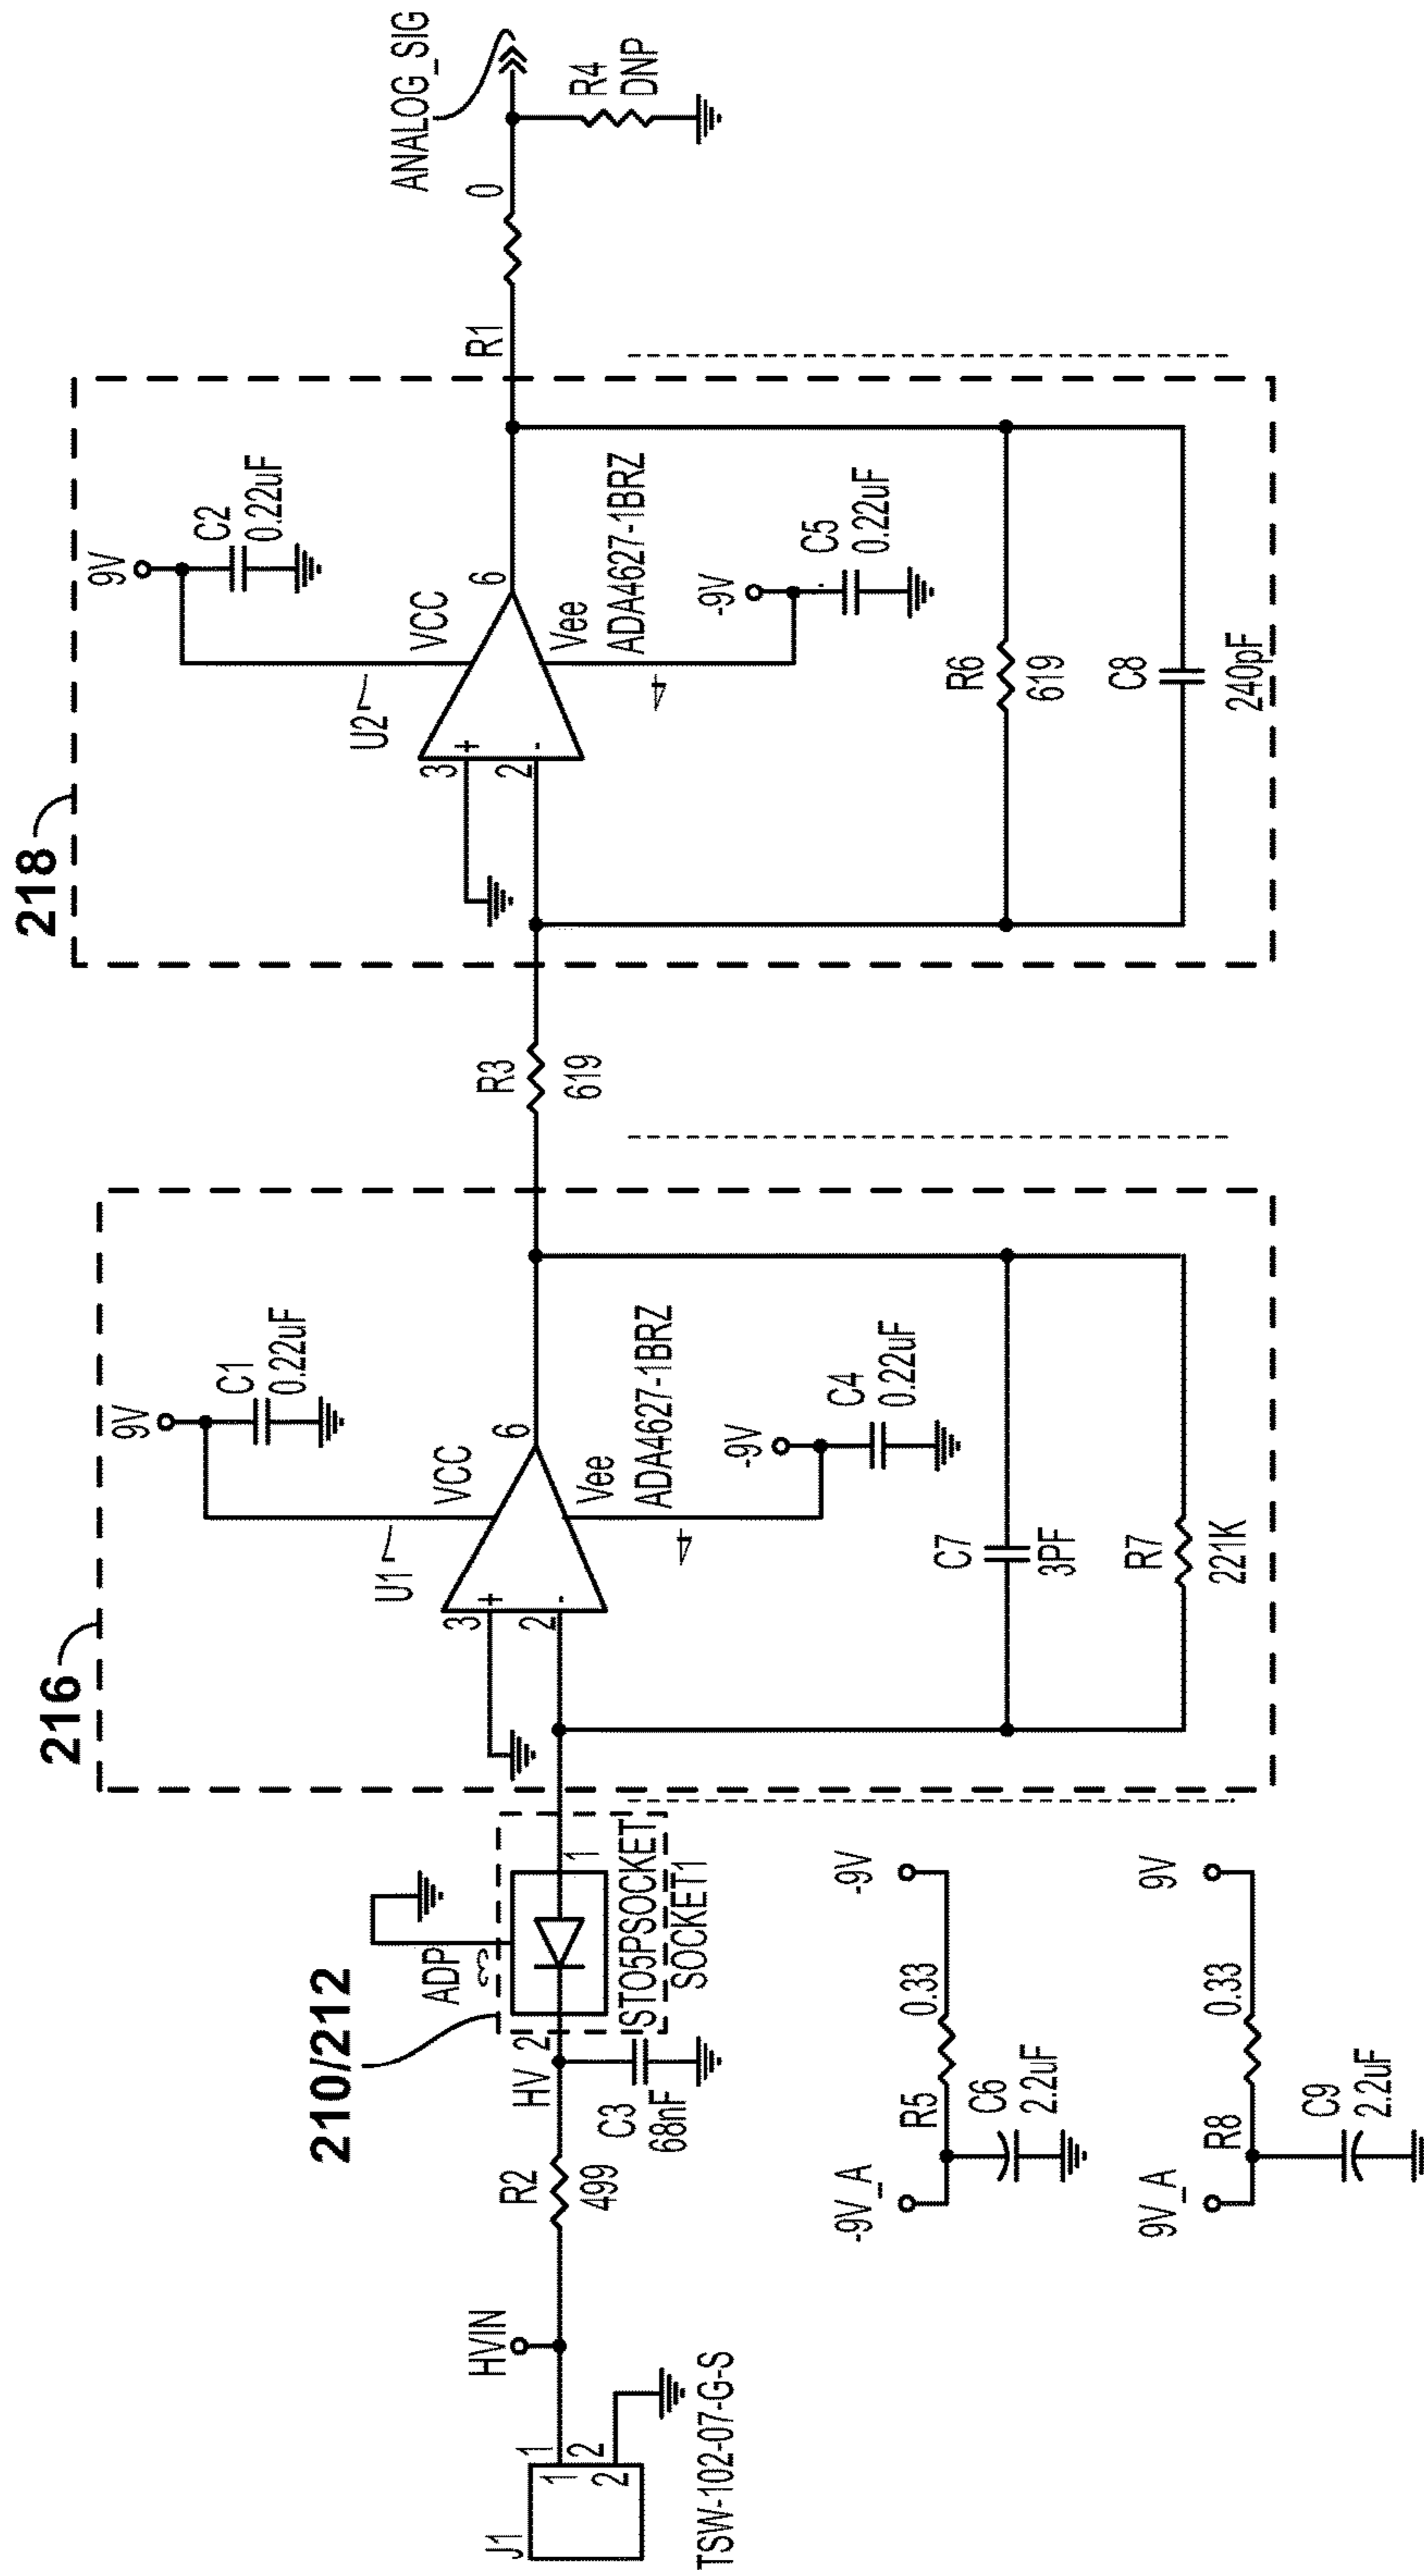 218
9V
C2
0.22uF
VCC
7
U2
3
+
2
-
6
Vee
ADA4627-1BRZ
4
-9V
C5
0.22uF
R6
619
C8
240pF
R1
0
ANALOG_SIG
R4
DNP
R3
619
216
9V
C1
0.22uF
VCC
7
U1
3
+
2
-
6
Vee
ADA4627-1BRZ
4
-9V
C4
0.22uF
C7
3PF
R7
221K
210/212
ADP
3
1
2
STO5PSOCKET
SOCKET1
HV
C3
68nF
R2
499
HVIN
J1
1
1
2
2
TSW-102-07-G-S
-9V_A
R5
0.33
-9V
C6
2.2uF
9V_A
R8
0.33
9V
C9
2.2uF